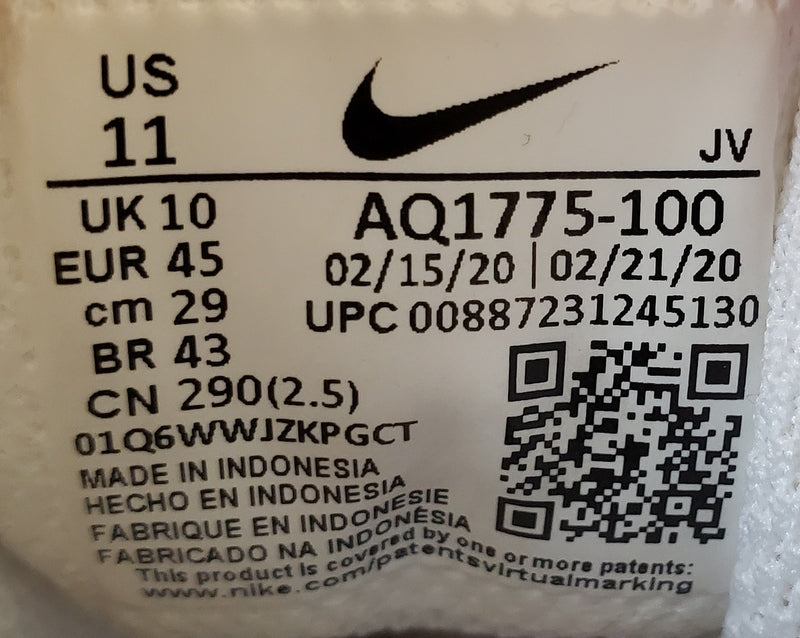 US
11
JV
UK 10
EUR 45
cm 29
BR 43
CN 290(2.5)
AQ1775-100
02/15/20 | 02/21/20
UPC 00887231245130
01Q6WWJZKPGCT
MADE IN INDONESIA
HECHO EN INDONESIA
FABRIQUE EN INDONESIE
FABRICADO NA INDONÉSIA
This product is covered by one or more patents:
www.nike.com/patentsvirtualmarking